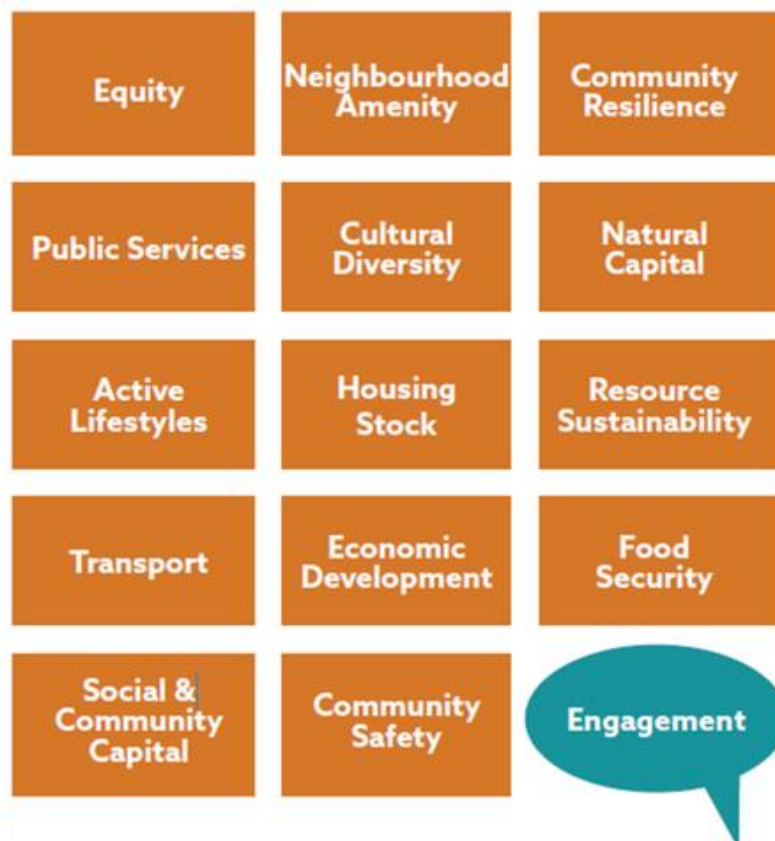 Equity
Neighbourhood
Amenity
Community
Resilience
Public Services
Cultural
Diversity
Natural
Capital
Active
Lifestyles
Housing
Stock
Resource
Sustainability
Transport
Economic
Development
Food
Security
Social &
Community
Capital
Community
Safety
Engagement